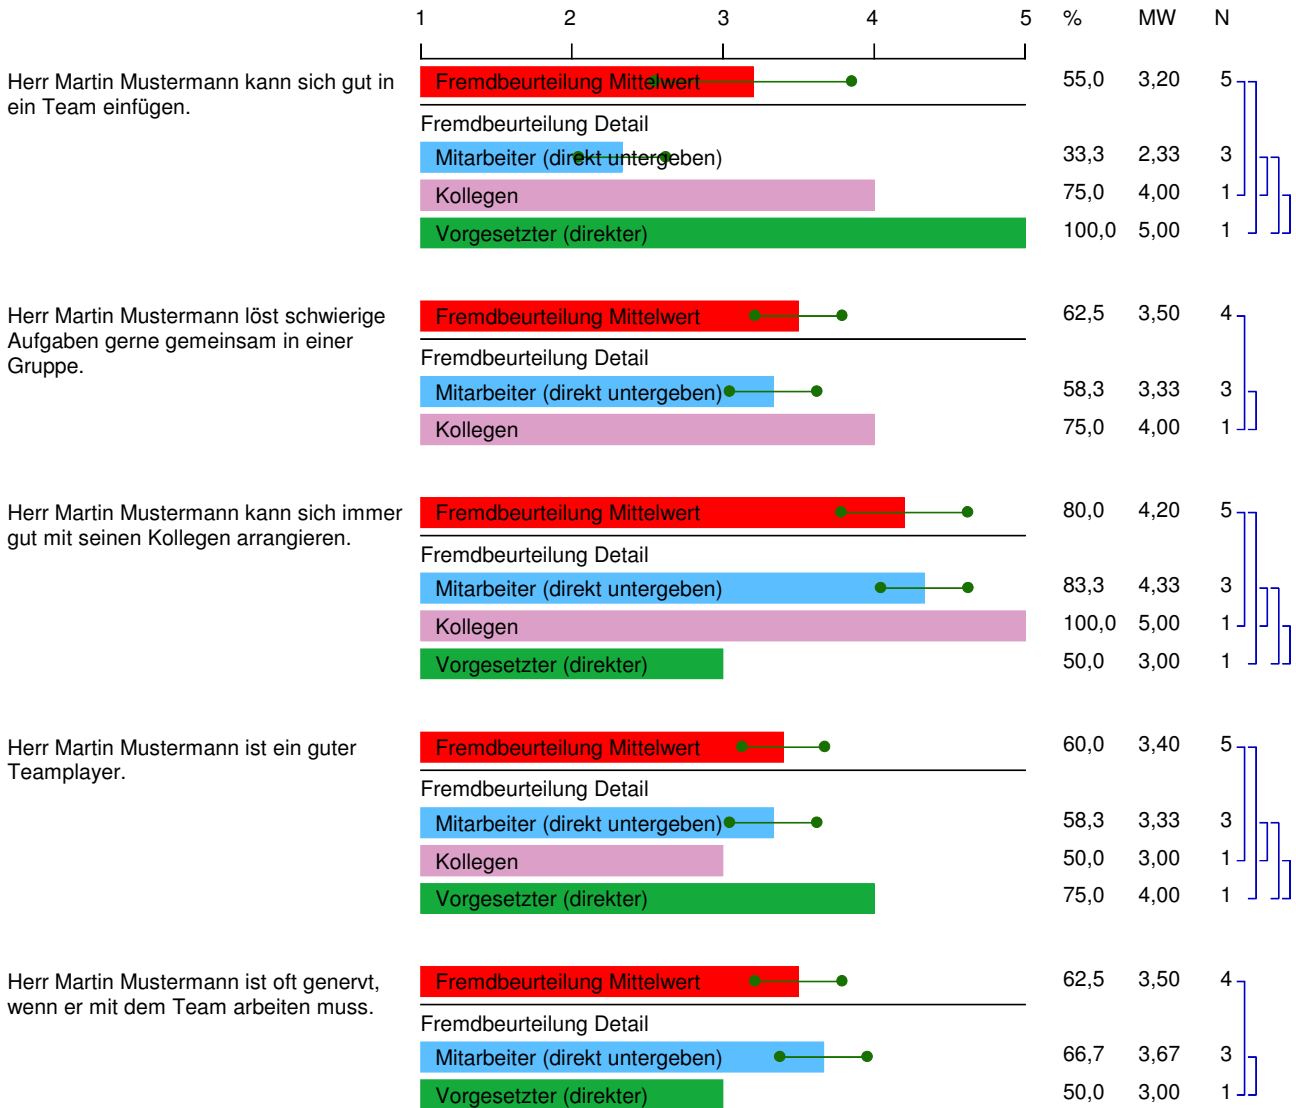 1 2 3 4 5 % MW N
Herr Martin Mustermann kann sich gut in
ein Team einfügen.
Fremdbeurteilung Mittelwert 55,0 3,20 5
Fremdbeurteilung Detail
Mitarbeiter (direkt untergeben) 33,3 2,33 3
Kollegen 75,0 4,00 1
Vorgesetzter (direkter) 100,0 5,00 1
Herr Martin Mustermann löst schwierige
Aufgaben gerne gemeinsam in einer
Gruppe.
Fremdbeurteilung Mittelwert 62,5 3,50 4
Fremdbeurteilung Detail
Mitarbeiter (direkt untergeben) 58,3 3,33 3
Kollegen 75,0 4,00 1
Herr Martin Mustermann kann sich immer
gut mit seinen Kollegen arrangieren.
Fremdbeurteilung Mittelwert 80,0 4,20 5
Fremdbeurteilung Detail
Mitarbeiter (direkt untergeben) 83,3 4,33 3
Kollegen 100,0 5,00 1
Vorgesetzter (direkter) 50,0 3,00 1
Herr Martin Mustermann ist ein guter
Teamplayer.
Fremdbeurteilung Mittelwert 60,0 3,40 5
Fremdbeurteilung Detail
Mitarbeiter (direkt untergeben) 58,3 3,33 3
Kollegen 50,0 3,00 1
Vorgesetzter (direkter) 75,0 4,00 1
Herr Martin Mustermann ist oft genervt,
wenn er mit dem Team arbeiten muss.
Fremdbeurteilung Mittelwert 62,5 3,50 4
Fremdbeurteilung Detail
Mitarbeiter (direkt untergeben) 66,7 3,67 3
Vorgesetzter (direkter) 50,0 3,00 1